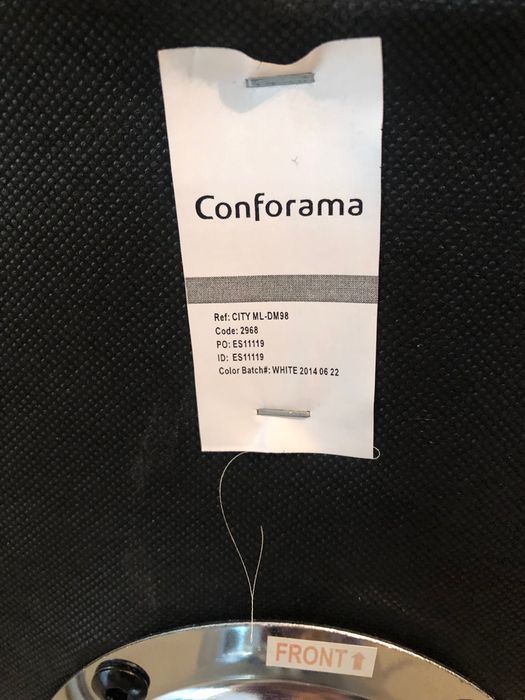 Conforama
Ref: CITY ML-DM98
Code: 2968
PO: ES11119
ID: ES11119
Color Batch#: WHITE 2014 06 22
FRONT↑